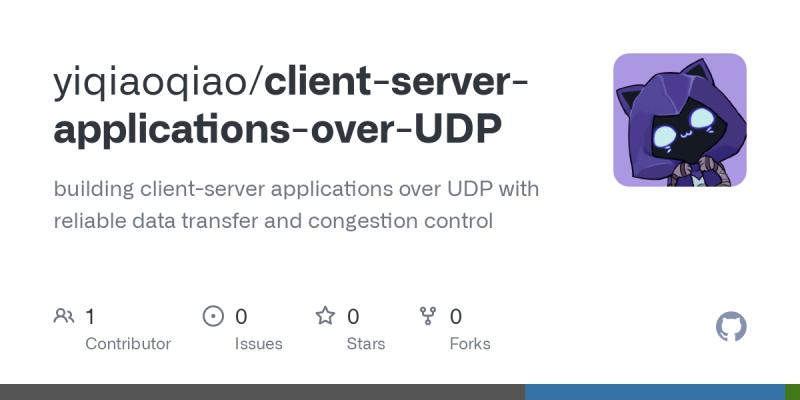 yiqiaoqiao/client-server-
applications-over-UDP
building client-server applications over UDP with
reliable data transfer and congestion control
1 0 0 0
Contributor Issues Stars Forks